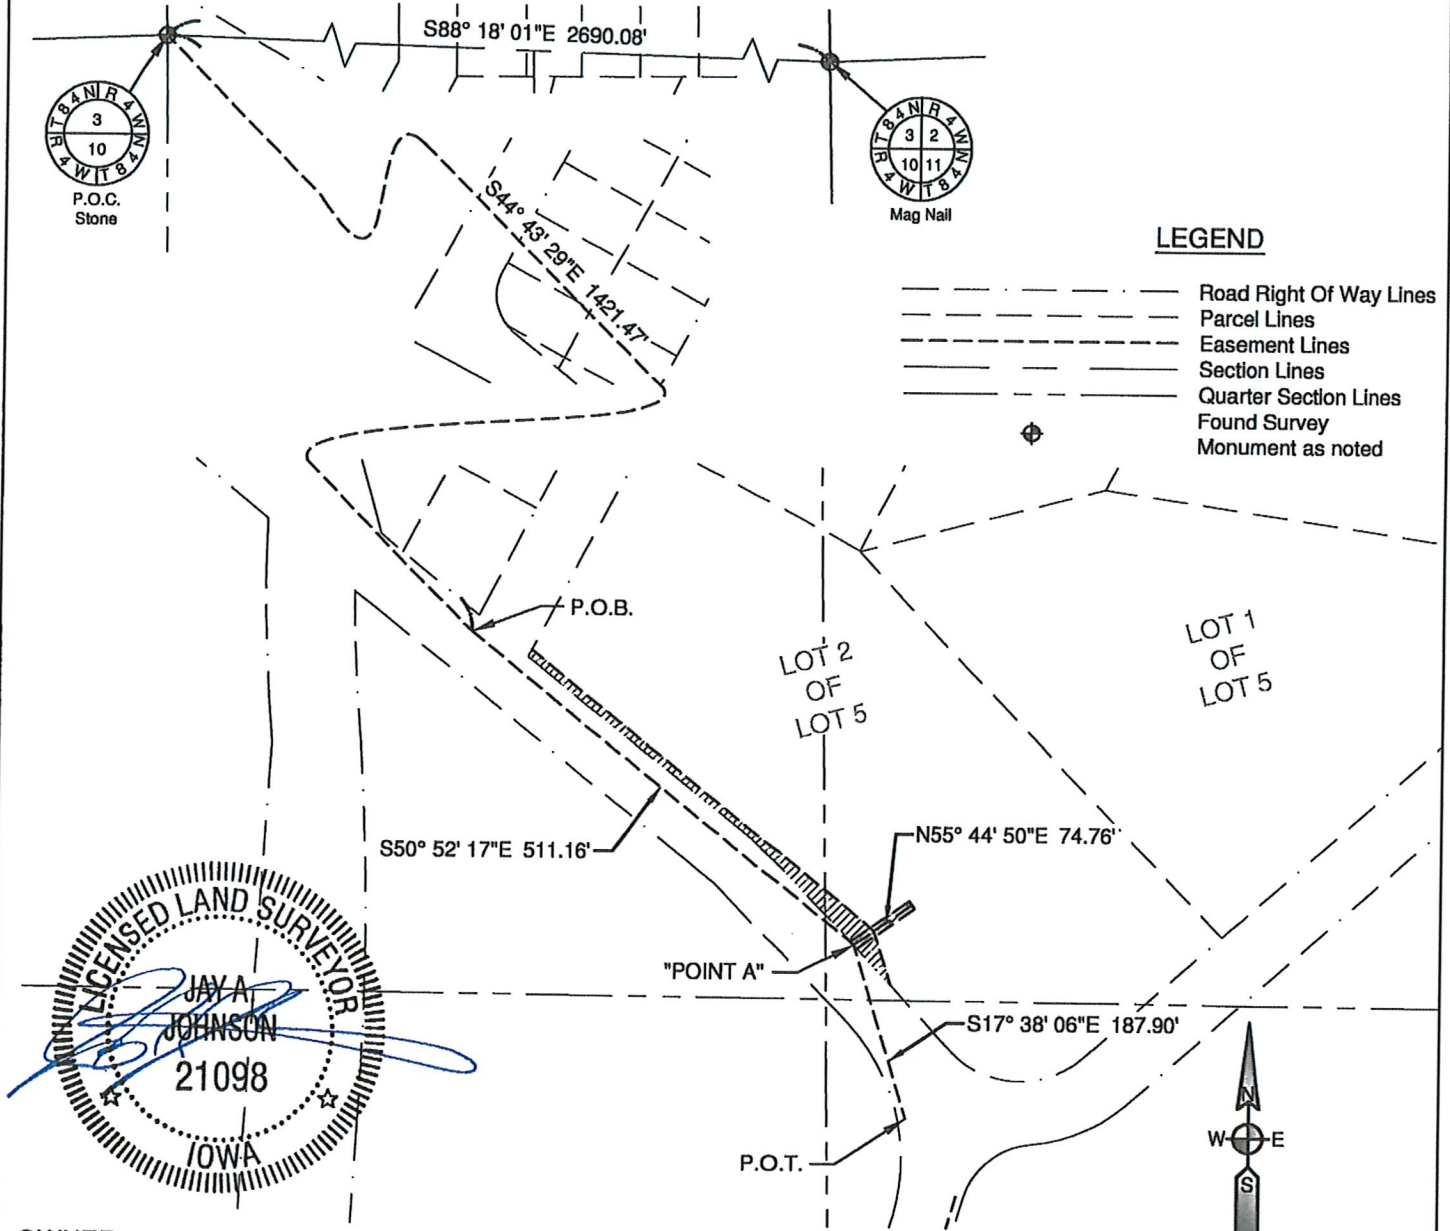 S88° 18' 01"E 2690.08'
T84N R4W
3
10
R4W T84N
P.O.C.
Stone
T84N R4W
3 2
10 11
R4W T84N
Mag Nail
S44° 43' 29"E 1421.47'
LEGEND
Road Right Of Way Lines
Parcel Lines
Easement Lines
Section Lines
Quarter Section Lines
Found Survey
Monument as noted
P.O.B.
LOT 2
OF
LOT 5
LOT 1
OF
LOT 5
S50° 52' 17"E 511.16'
N55° 44' 50"E 74.76'
"POINT A"
S17° 38' 06"E 187.90'
P.O.T.
LICENSED LAND SURVEYOR
JAY A.
JOHNSON
21098
IOWA
N
W E
S